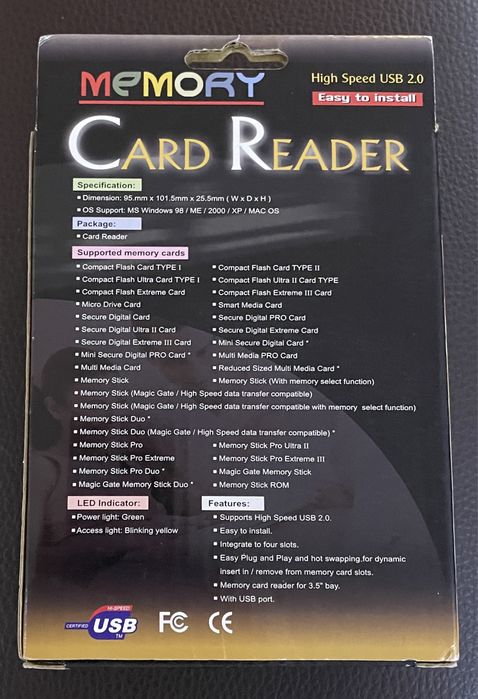 MeMORY
High Speed USB 2.0
Easy to install
CARD READER
Specification:
▪ Dimension: 95.mm x 101.5mm x 25.5mm ( W x D x H )
▪ OS Support: MS Windows 98 / ME / 2000 / XP / MAC OS
Package:
▪ Card Reader
Supported memory cards
▪ Compact Flash Card TYPE I ▪ Compact Flash Card TYPE II
▪ Compact Flash Ultra Card TYPE I ▪ Compact Flash Ultra II Card TYPE
▪ Compact Flash Extreme Card ▪ Compact Flash Extreme III Card
▪ Micro Drive Card ▪ Smart Media Card
▪ Secure Digital Card ▪ Secure Digital PRO Card
▪ Secure Digital Ultra II Card ▪ Secure Digital Extreme Card
▪ Secure Digital Extreme III Card ▪ Mini Secure Digital Card *
▪ Mini Secure Digital PRO Card * ▪ Multi Media PRO Card
▪ Multi Media Card ▪ Reduced Sized Multi Media Card *
▪ Memory Stick ▪ Memory Stick (With memory select function)
▪ Memory Stick (Magic Gate / High Speed data transfer compatible)
▪ Memory Stick (Magic Gate / High Speed data transfer compatible with memory select function)
▪ Memory Stick Duo *
▪ Memory Stick Duo (Magic Gate / High Speed data transfer compatible) *
▪ Memory Stick Pro ▪ Memory Stick Pro Ultra II
▪ Memory Stick Pro Extreme ▪ Memory Stick Pro Extreme III
▪ Memory Stick Pro Duo * ▪ Magic Gate Memory Stick
▪ Magic Gate Memory Stick Duo * ▪ Memory Stick ROM
LED Indicator:
▪ Power light: Green
▪ Access light: Blinking yellow
Features:
▪ Supports High Speed USB 2.0.
▪ Easy to install.
▪ Integrate to four slots.
▪ Easy Plug and Play and hot swapping.for dynamic
insert in / remove from memory card slots.
▪ Memory card reader for 3.5" bay.
▪ With USB port.
HI-SPEED
CERTIFIED USB TM
FC CE